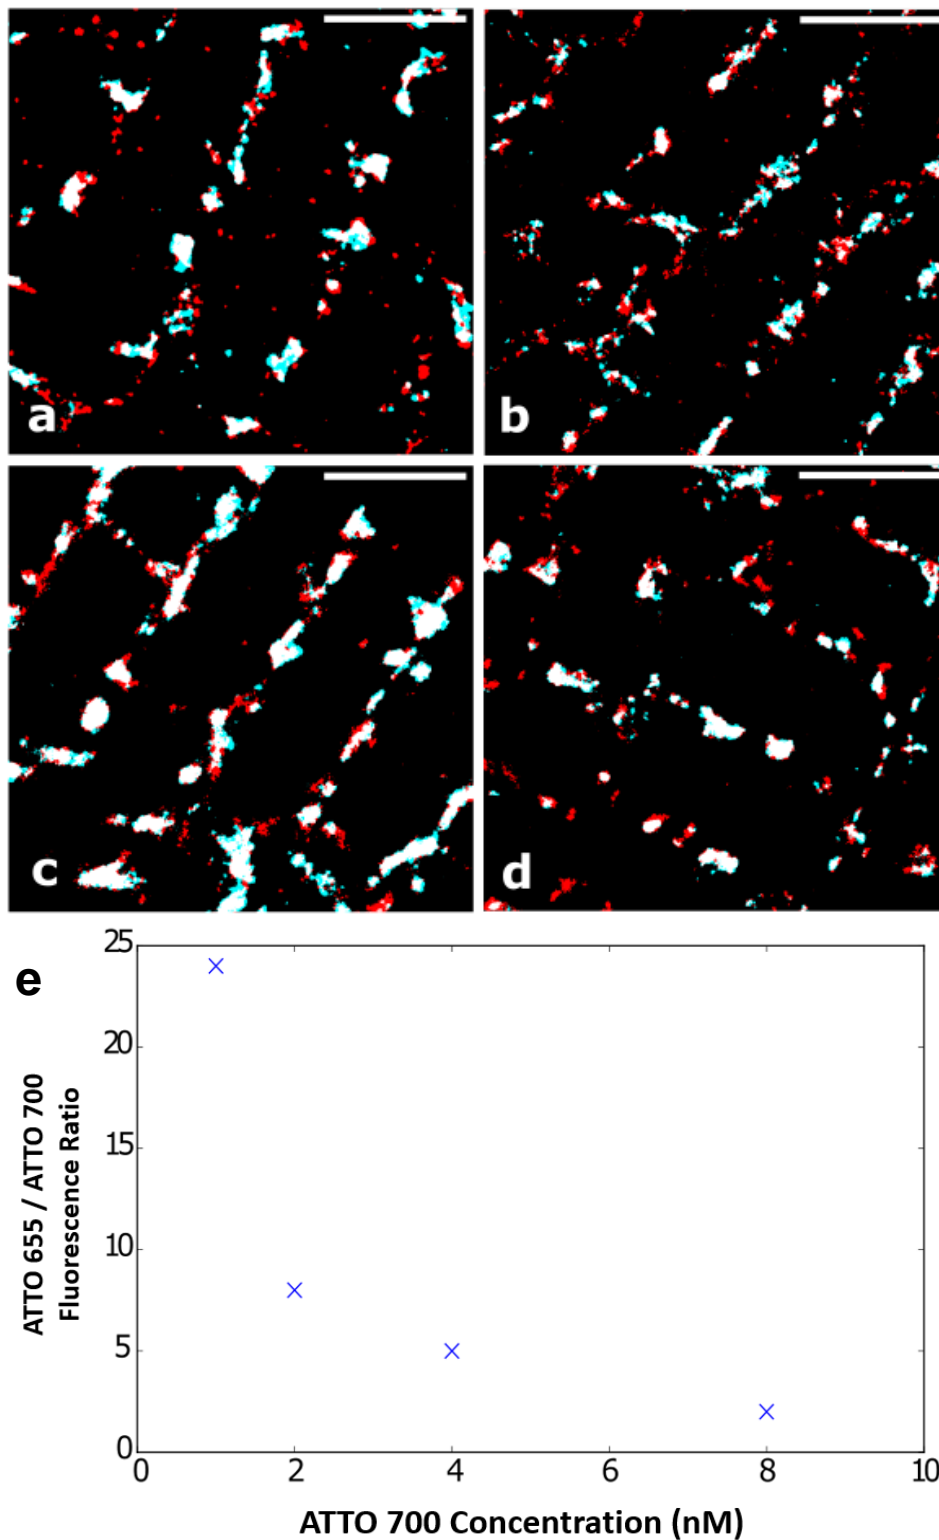 a
b
c
d
e
25
20
15
10
5
0
ATTO 655 / ATTO 700
Fluorescence Ratio
0 2 4 6 8 10
ATTO 700 Concentration (nM)